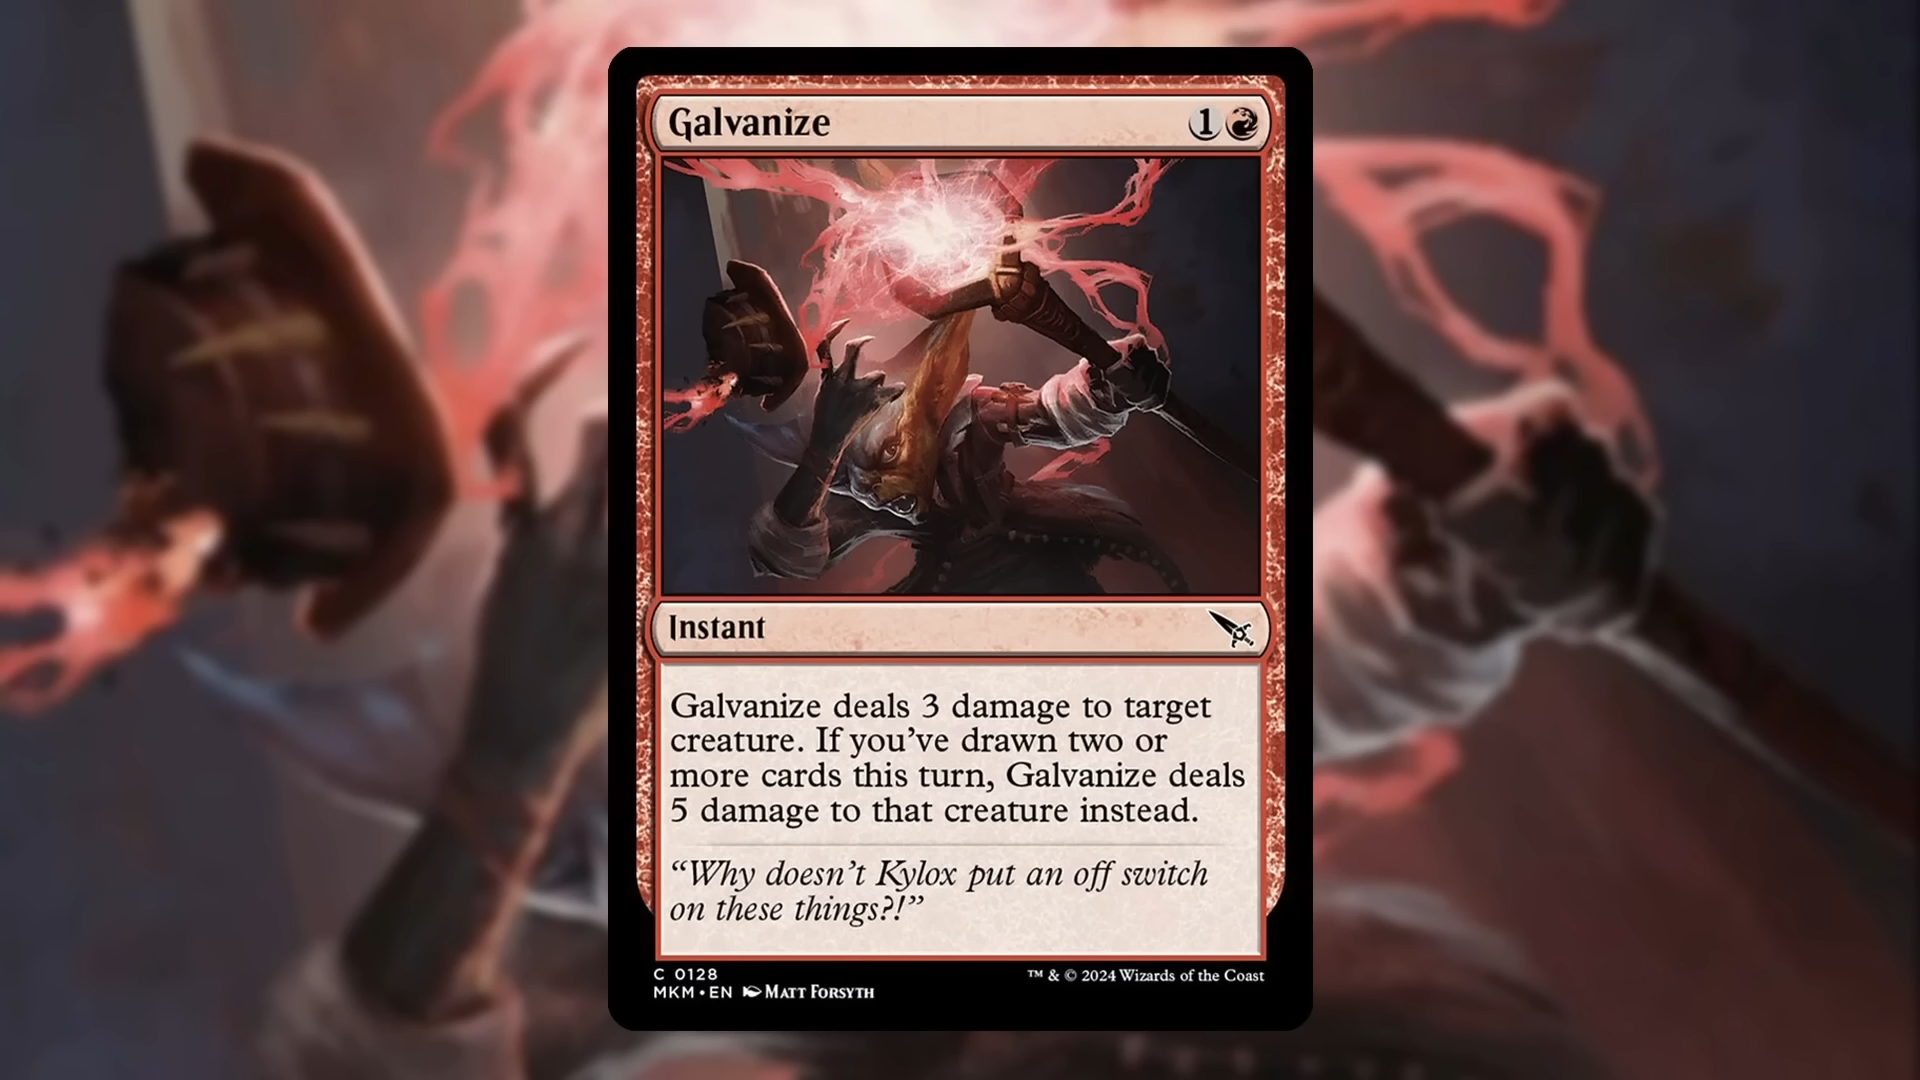 Galvanize 1
Instant
Galvanize deals 3 damage to target
creature. If you've drawn two or
more cards this turn, Galvanize deals
5 damage to that creature instead.
“Why doesn't Kylox put an off switch
on these things?!”
C 0128
MKM • EN MATT FORSYTH
™ & © 2024 Wizards of the Coast